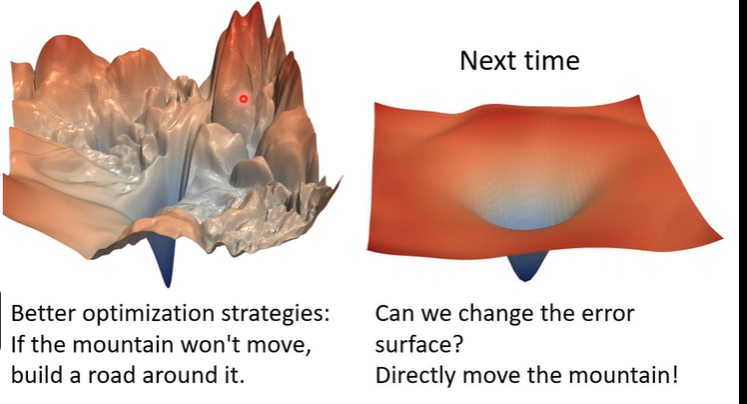 Next time
Better optimization strategies:
If the mountain won't move,
build a road around it.
Can we change the error
surface?
Directly move the mountain!